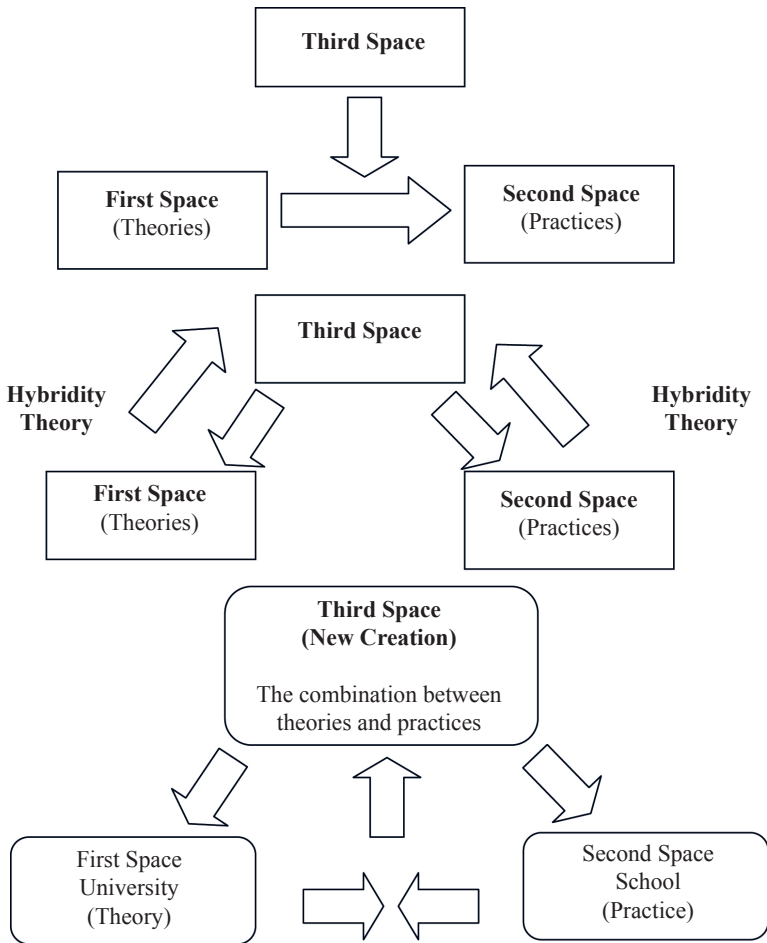 Third Space
First Space
(Theories)
Second Space
(Practices)
Third Space
Hybridity
Theory
Hybridity
Theory
First Space
(Theories)
Second Space
(Practices)
Third Space
(New Creation)
The combination between
theories and practices
First Space
University
(Theory)
Second Space
School
(Practice)